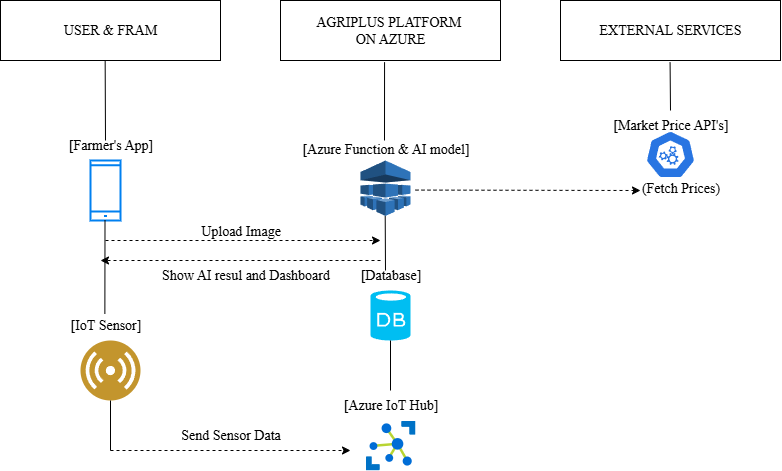 USER & FRAM
AGRIPLUS PLATFORM
ON AZURE
EXTERNAL SERVICES
[Market Price API's]
[Farmer's App]
[Azure Function & AI model]
(Fetch Prices)
Upload Image
Show AI resul and Dashboard
[Database]
DB
[IoT Sensor]
[Azure IoT Hub]
Send Sensor Data